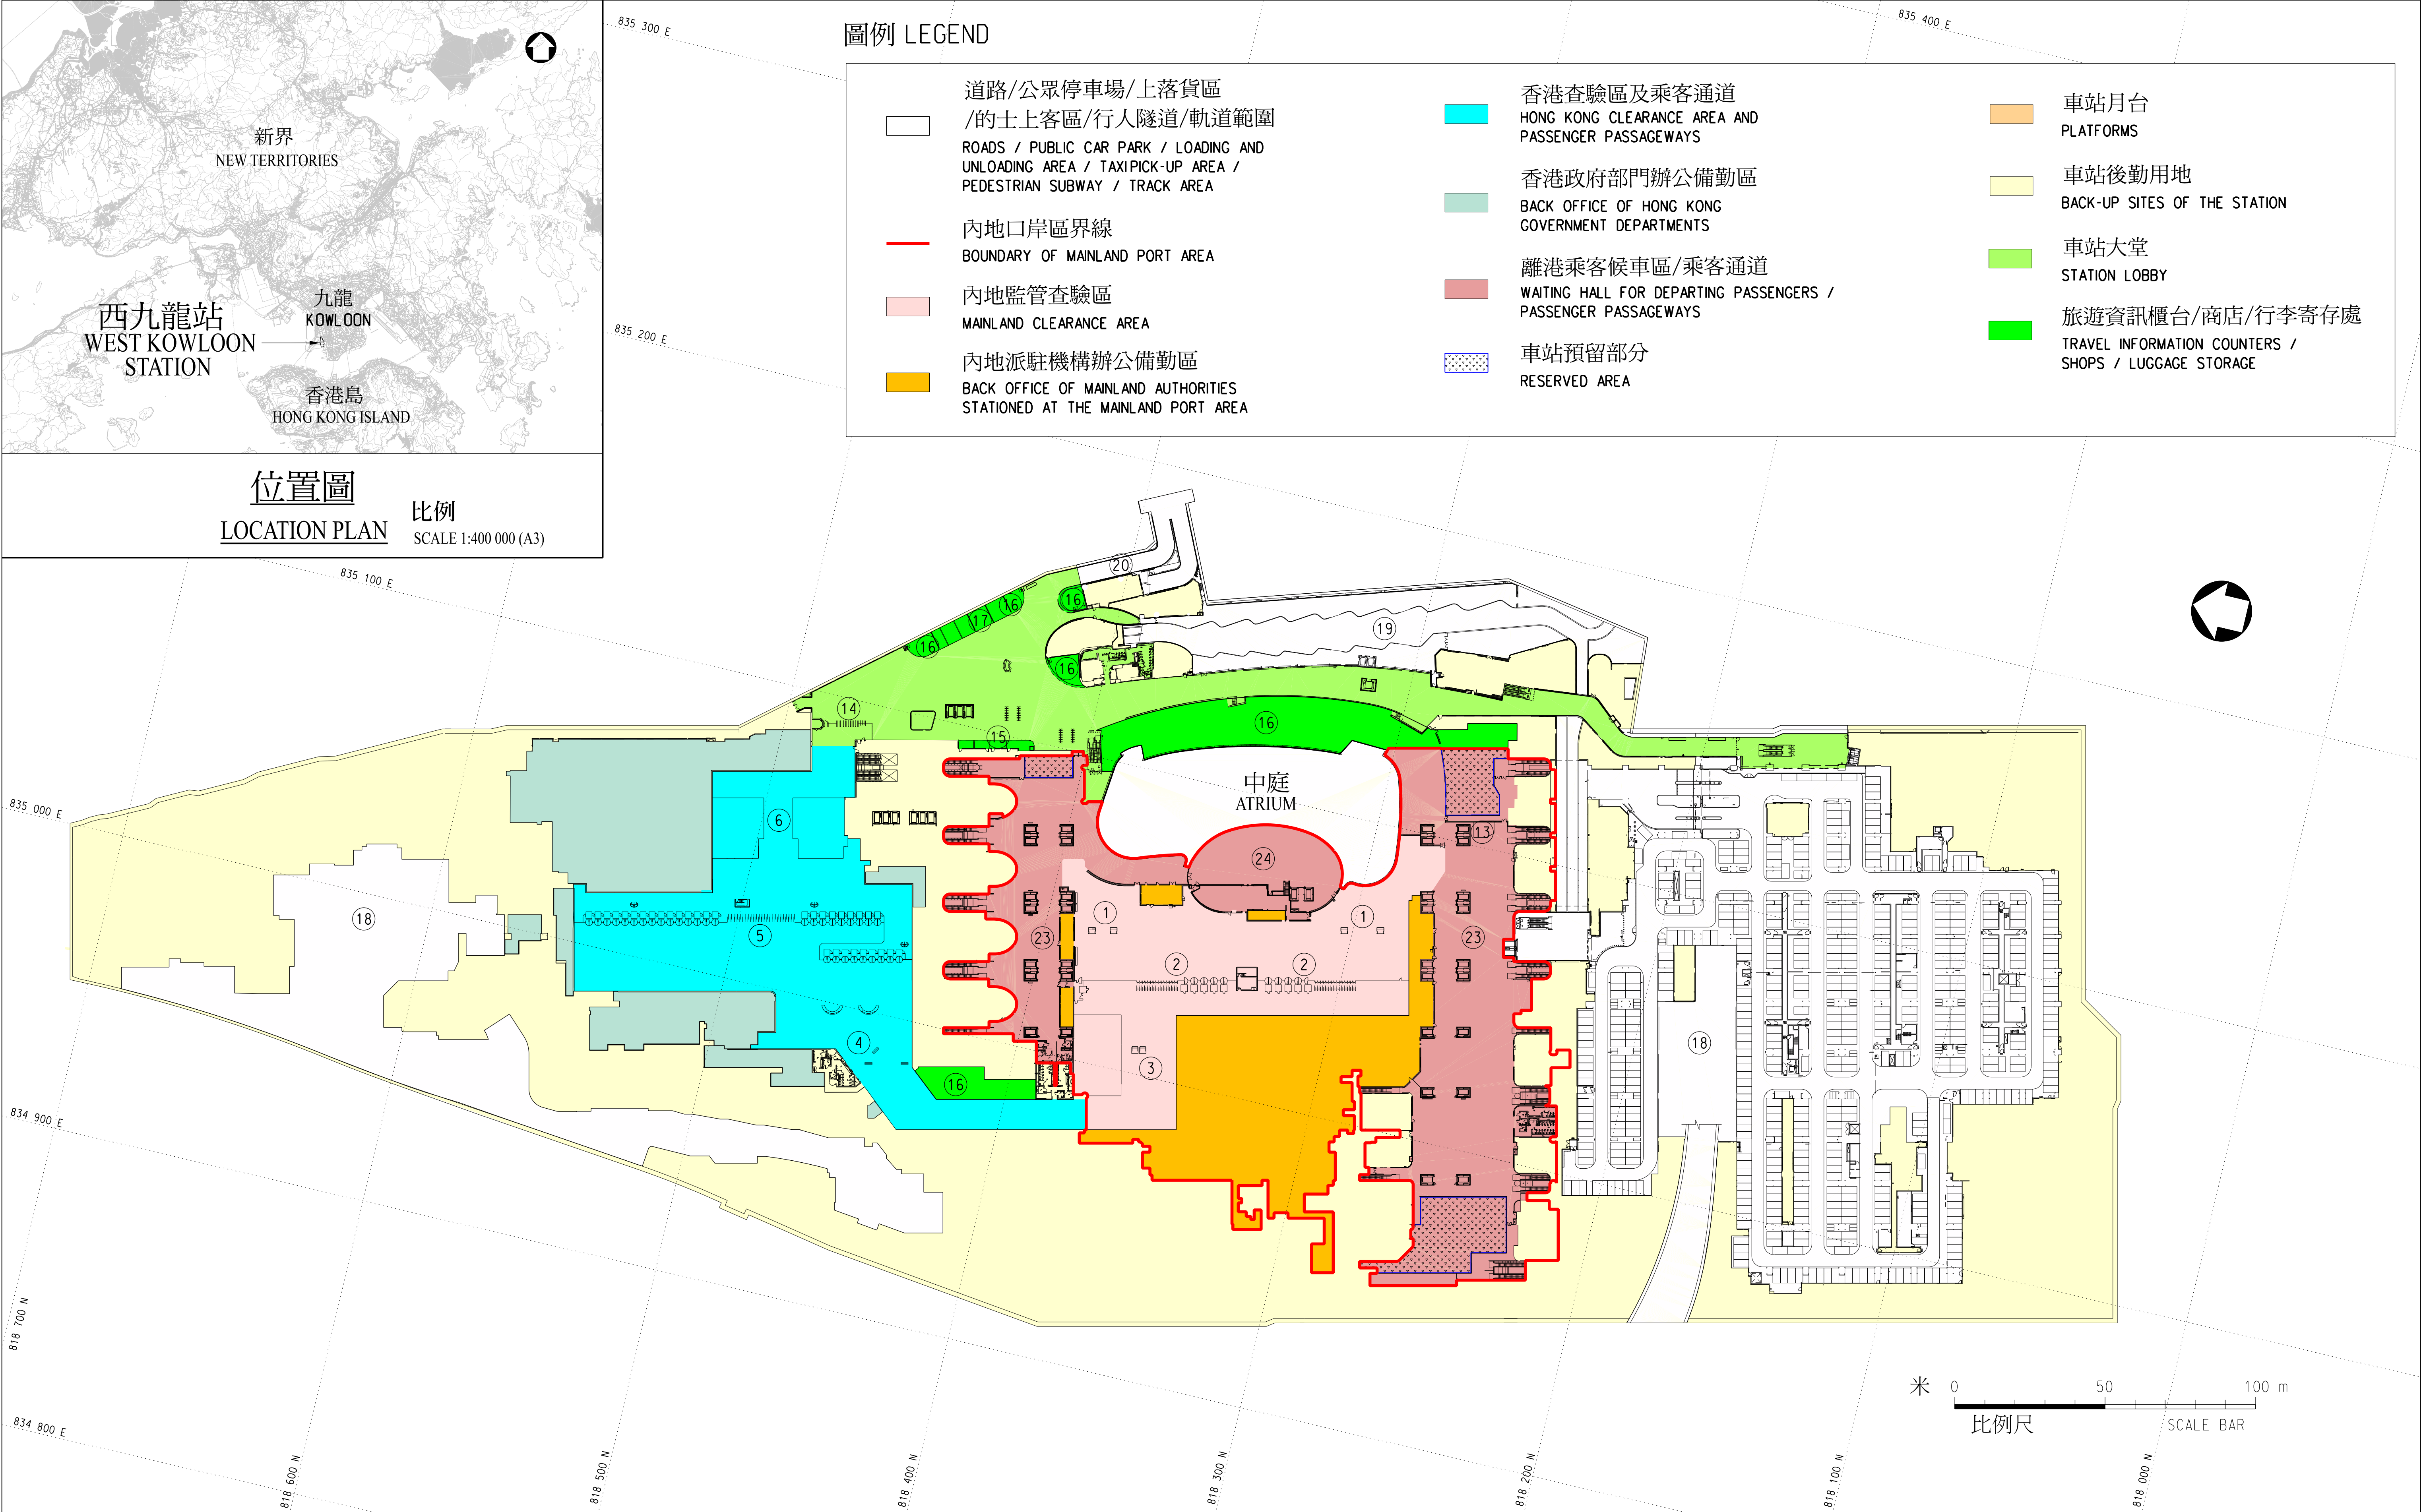 新界
NEW TERRITORIES
九龍
KOWLOON
西九龍站
WEST KOWLOON
STATION
香港島
HONG KONG ISLAND
位置圖
LOCATION PLAN
比例
SCALE 1:400 000 (A3)
圖例 LEGEND
道路/公眾停車場/上落貨區
/的士上客區/行人隧道/軌道範圍
ROADS / PUBLIC CAR PARK / LOADING AND
UNLOADING AREA / TAXI PICK-UP AREA /
PEDESTRIAN SUBWAY / TRACK AREA
內地口岸區界線
BOUNDARY OF MAINLAND PORT AREA
內地監管查驗區
MAINLAND CLEARANCE AREA
內地派駐機構辦公備勤區
BACK OFFICE OF MAINLAND AUTHORITIES
STATIONED AT THE MAINLAND PORT AREA
香港查驗區及乘客通道
HONG KONG CLEARANCE AREA AND
PASSENGER PASSAGEWAYS
香港政府部門辦公備勤區
BACK OFFICE OF HONG KONG
GOVERNMENT DEPARTMENTS
離港乘客候車區/乘客通道
WAITING HALL FOR DEPARTING PASSENGERS /
PASSENGER PASSAGEWAYS
車站預留部分
RESERVED AREA
車站月台
PLATFORMS
車站後勤用地
BACK-UP SITES OF THE STATION
車站大堂
STATION LOBBY
旅遊資訊櫃台/商店/行李寄存處
TRAVEL INFORMATION COUNTERS /
SHOPS / LUGGAGE STORAGE
835 300 E
835 400 E
835 200 E
835 100 E
835 000 E
834 900 E
834 800 E
818 700 N
818 600 N
818 500 N
818 400 N
818 300 N
818 200 N
818 100 N
818 000 N
20
16
16
17
19
16
16
14
15
16
中庭
ATRIUM
6
13
24
18
1
1
5
23
23
2
2
4
18
3
16
米 0 50 100 m
比例尺 SCALE BAR